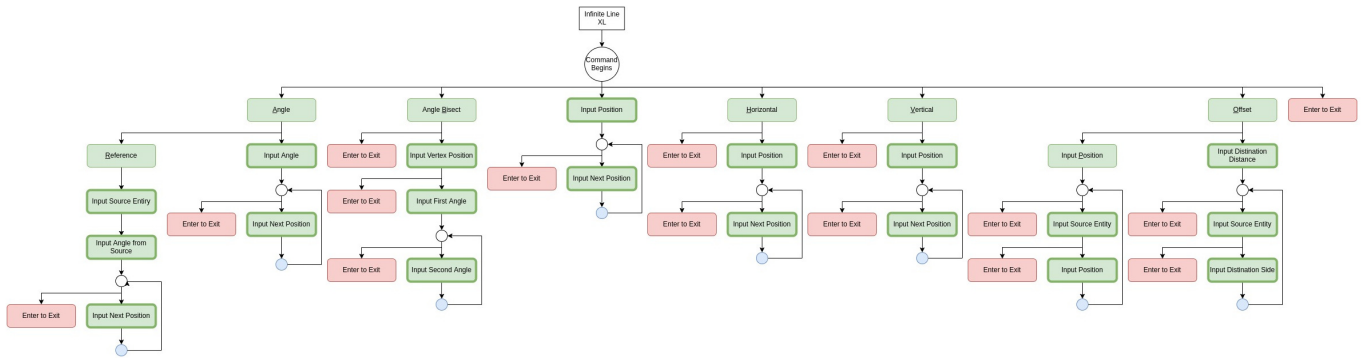 Infinite Line
XL
Command
Begins
Angle
Angle Bisect
Input Position
Horizontal
Vertical
Offset
Enter to Exit
Reference
Input Angle
Enter to Exit
Input Vertex Position
Enter to Exit
Input Next Position
Enter to Exit
Input Position
Enter to Exit
Input Position
Input Position
Input Distination
Distance
Input Source Entiry
Enter to Exit
Input Next Position
Enter to Exit
Input First Angle
Enter to Exit
Input Next Position
Enter to Exit
Input Next Position
Enter to Exit
Input Source Entity
Enter to Exit
Input Source Entity
Input Angle from
Source
Enter to Exit
Input Second Angle
Enter to Exit
Input Position
Enter to Exit
Input Distination Side
Enter to Exit
Input Next Position